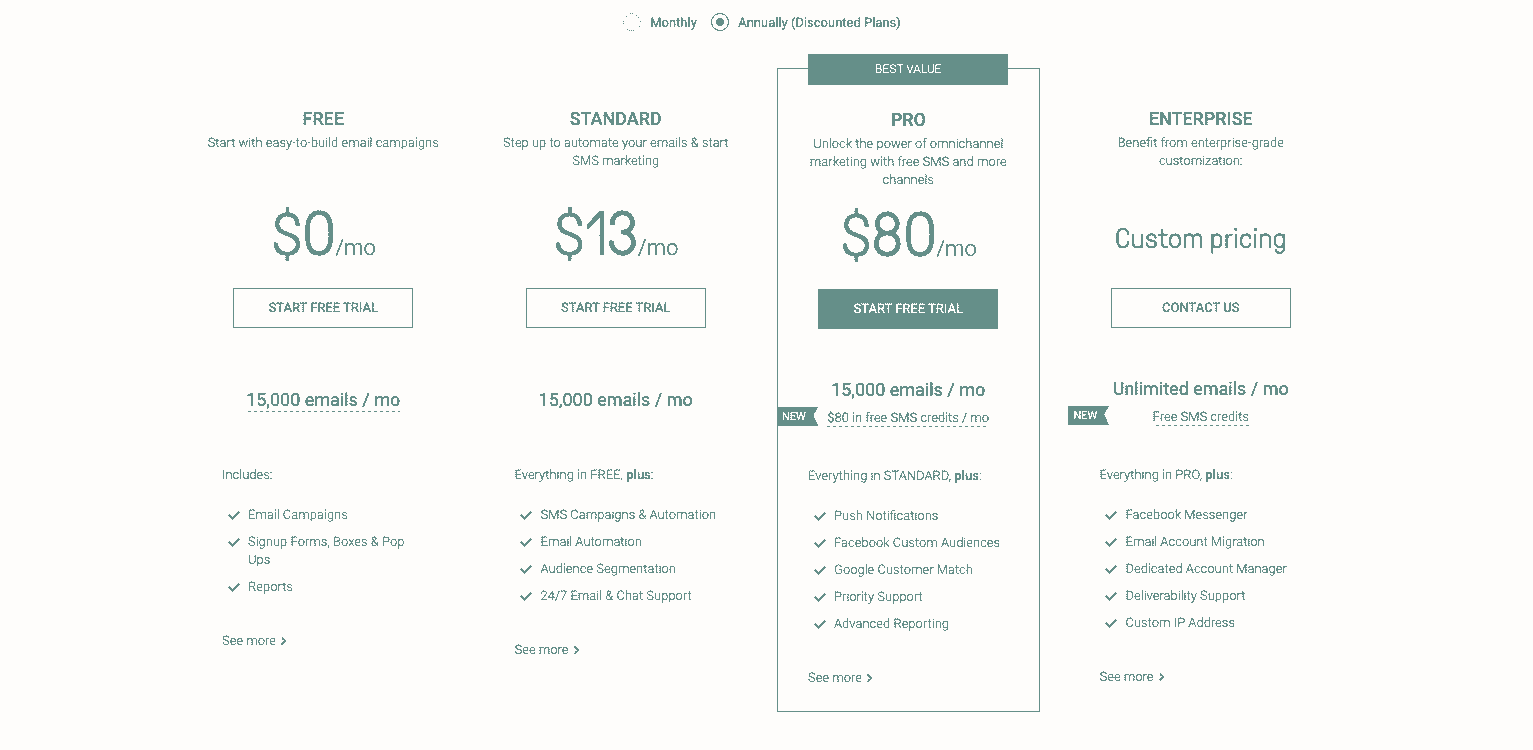 Monthly
Annually (Discounted Plans)
FREE
Start with easy-to-build email campaigns
$0/mo
START FREE TRIAL
15,000 emails / mo
Includes:
Email Campaigns
Signup Forms, Boxes & Pop
Ups
Reports
See more
STANDARD
Step up to automate your emails & start
SMS marketing
$13/mo
START FREE TRIAL
15,000 emails / mo
Everything in FREE, plus:
SMS Campaigns & Automation
Email Automation
Audience Segmentation
24/7 Email & Chat Support
See more
BEST VALUE
PRO
Unlock the power of omnichannel
marketing with free SMS and more
channels
$80/mo
START FREE TRIAL
15,000 emails / mo
NEW
$80 in free SMS credits / mo
Everything in STANDARD, plus:
Push Notifications
Facebook Custom Audiences
Google Customer Match
Priority Support
Advanced Reporting
See more
ENTERPRISE
Benefit from enterprise-grade
customization:
Custom pricing
CONTACT US
Unlimited emails / mo
NEW
Free SMS credits
Everything in PRO, plus:
Facebook Messenger
Email Account Migration
Dedicated Account Manager
Deliverability Support
Custom IP Address
See more